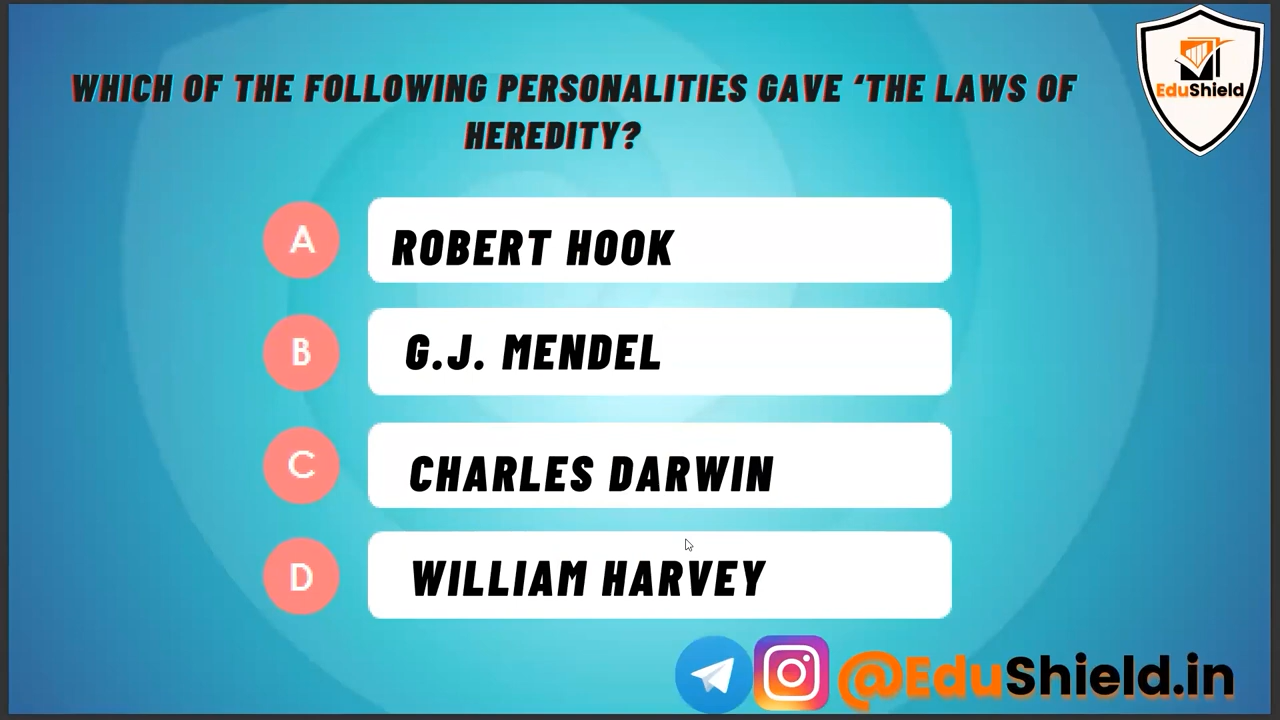 EduShield
WHICH OF THE FOLLOWING PERSONALITIES GAVE ‘THE LAWS OF
HEREDITY?
A ROBERT HOOK
B G.J. MENDEL
C CHARLES DARWIN
D WILLIAM HARVEY
@EduShield.in